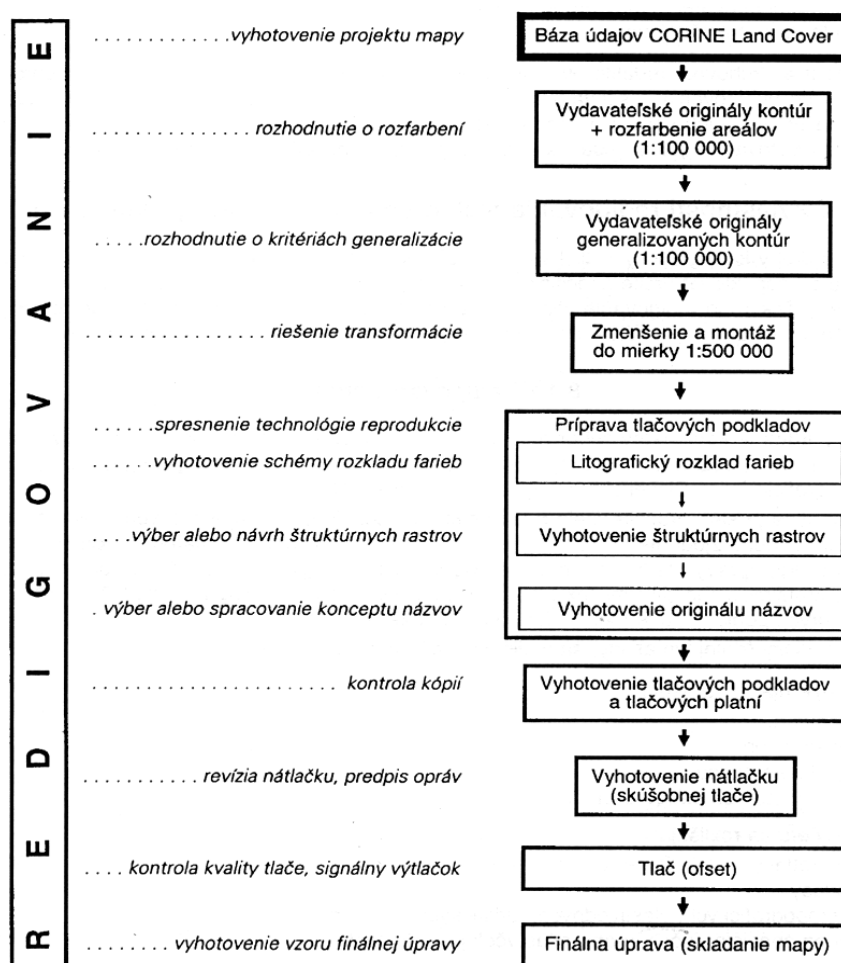 REDIGOVANIE
. . . . . . . . . . . . .vyhotovenie projektu mapy
Báza údajov CORINE Land Cover
. . . . . . . . . . . . . . . rozhodnutie o rozfarbení
Vydavateľské originály kontúr
+ rozfarbenie areálov
(1:100 000)
. . . . .rozhodnutie o kritériách generalizácie
Vydavateľské originály
generalizovaných kontúr
(1:100 000)
. . . . . . . . . . . . . . . . . riešenie transformácie
Zmenšenie a montáž
do mierky 1:500 000
. . . . . .spresnenie technológie reprodukcie
Príprava tlačových podkladov
. . . . . .vyhotovenie schémy rozkladu farieb
Litografický rozklad farieb
. . . .výber alebo návrh štruktúrnych rastrov
Vyhotovenie štruktúrnych rastrov
. výber alebo spracovanie konceptu názvov
Vyhotovenie originálu názvov
. . . . . . . . . . . . . . . . . . . . . . . kontrola kópií
Vyhotovenie tlačových podkladov
a tlačových platní
. . . . . . . . . . . revízia nátlačku, predpis opráv
Vyhotovenie nátlačku
(skúšobnej tlače)
. . . . kontrola kvality tlače, signálny výtlačok
Tlač (ofset)
. . . . . . . . vyhotovenie vzoru finálnej úpravy
Finálna úprava (skladanie mapy)